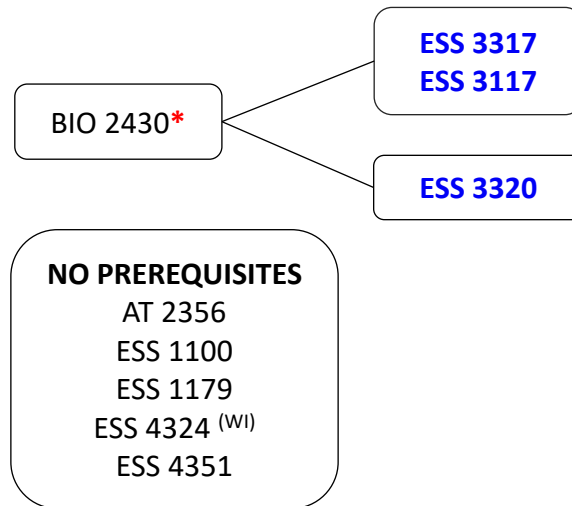 ESS 3317
ESS 3117
BIO 2430*
ESS 3320
NO PREREQUISITES
AT 2356
ESS 1100
ESS 1179
ESS 4324 (WI)
ESS 4351